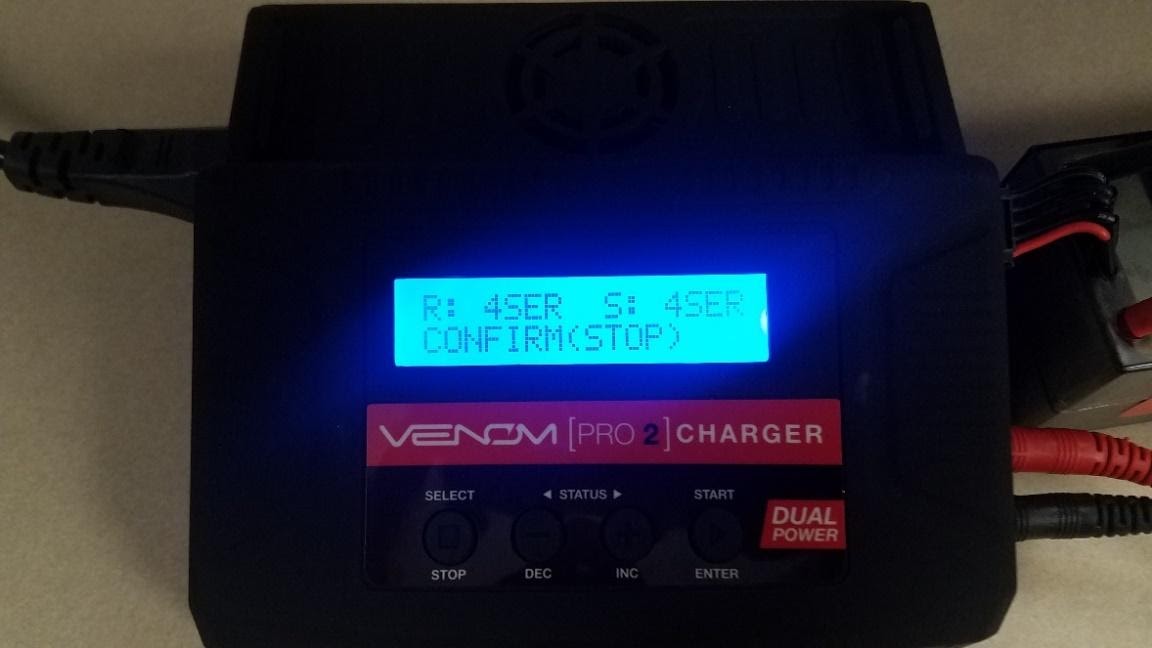 R: 4SER S: 4SER
CONFIRM(STOP)
VENOM [PRO 2] CHARGER
SELECT ◄ STATUS ► START
DUAL
POWER
STOP DEC INC ENTER